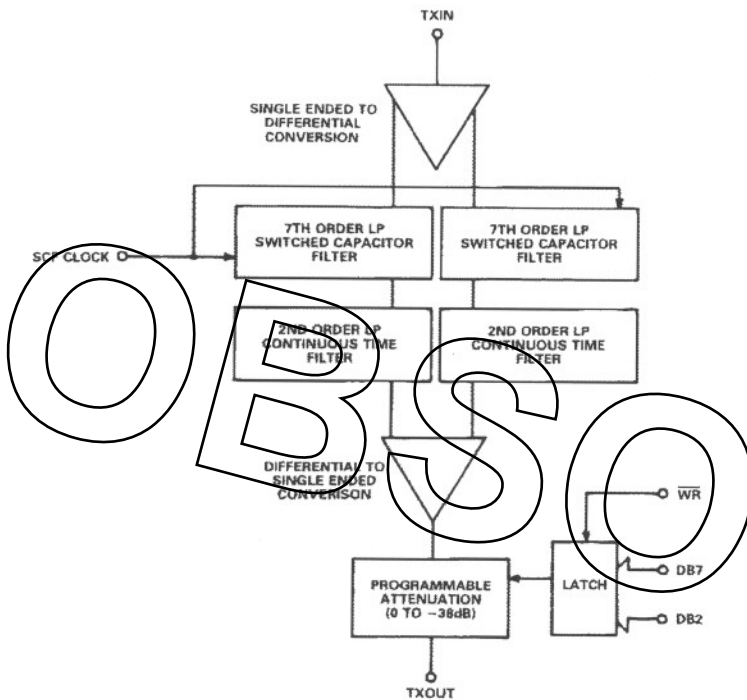 TXIN
SINGLE ENDED TO
DIFFERENTIAL
CONVERSION
7TH ORDER LP
SWITCHED CAPACITOR
FILTER
7TH ORDER LP
SWITCHED CAPACITOR
FILTER
SCF CLOCK
2ND ORDER LP
CONTINUOUS TIME
FILTER
2ND ORDER LP
CONTINUOUS TIME
FILTER
OBSO
DIFFERENTIAL TO
SINGLE ENDED
CONVERISON
WR
DB7
LATCH
DB2
PROGRAMMABLE
ATTENUATION
(0 TO −38dB)
TXOUT